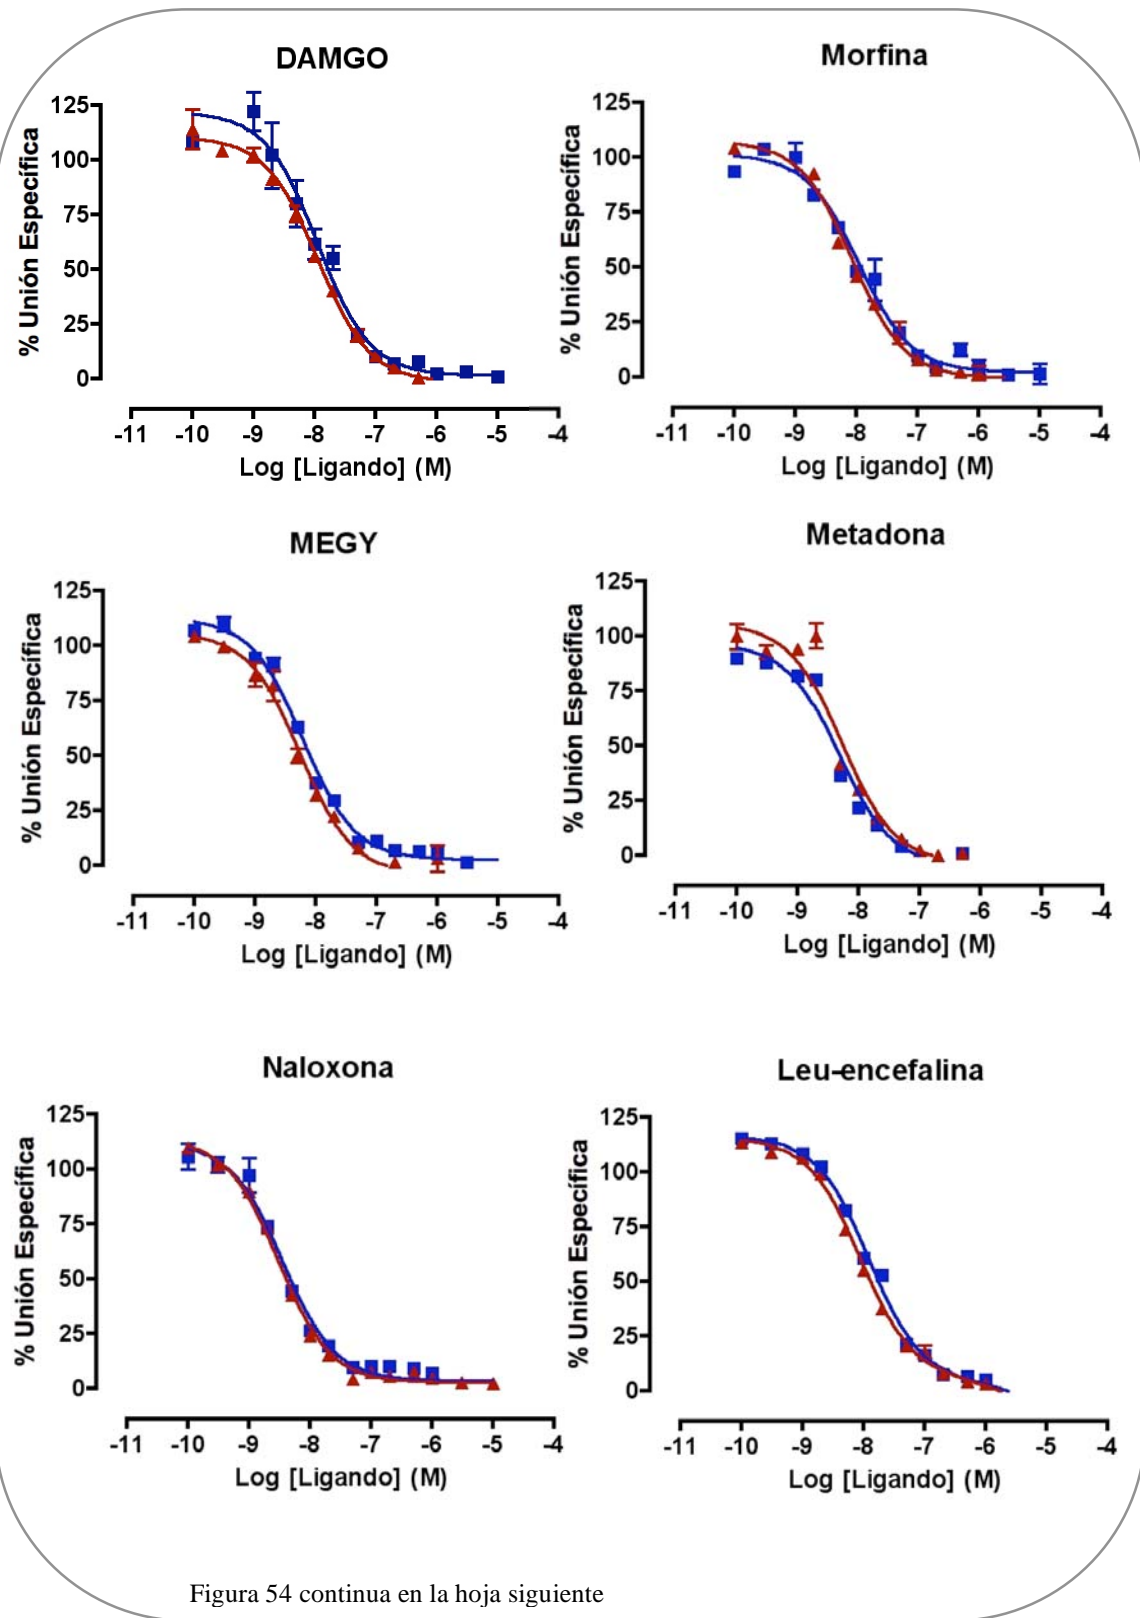 DAMGO
% Unión Específica
125
100
75
50
25
0
-11 -10 -9 -8 -7 -6 -5 -4
Log [Ligando] (M)
Morfina
% Unión Específica
125
100
75
50
25
0
-11 -10 -9 -8 -7 -6 -5 -4
Log [Ligando] (M)
MEGY
% Unión Específica
125
100
75
50
25
0
-11 -10 -9 -8 -7 -6 -5 -4
Log [Ligando] (M)
Metadona
% Unión Específica
125
100
75
50
25
0
-11 -10 -9 -8 -7 -6 -5 -4
Log [Ligando] (M)
Naloxona
% Unión Específica
125
100
75
50
25
0
-11 -10 -9 -8 -7 -6 -5 -4
Log [Ligando] (M)
Leu-encefalina
% Unión Específica
125
100
75
50
25
0
-11 -10 -9 -8 -7 -6 -5 -4
Log [Ligando] (M)
Figura 54 continua en la hoja siguiente